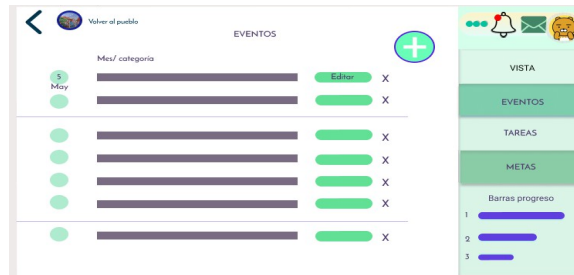 Volver al pueblo
EVENTOS
Mes/ categoría
5
May
Editar
X
X
X
X
X
X
X
VISTA
EVENTOS
TAREAS
METAS
Barras progreso
1
2
3